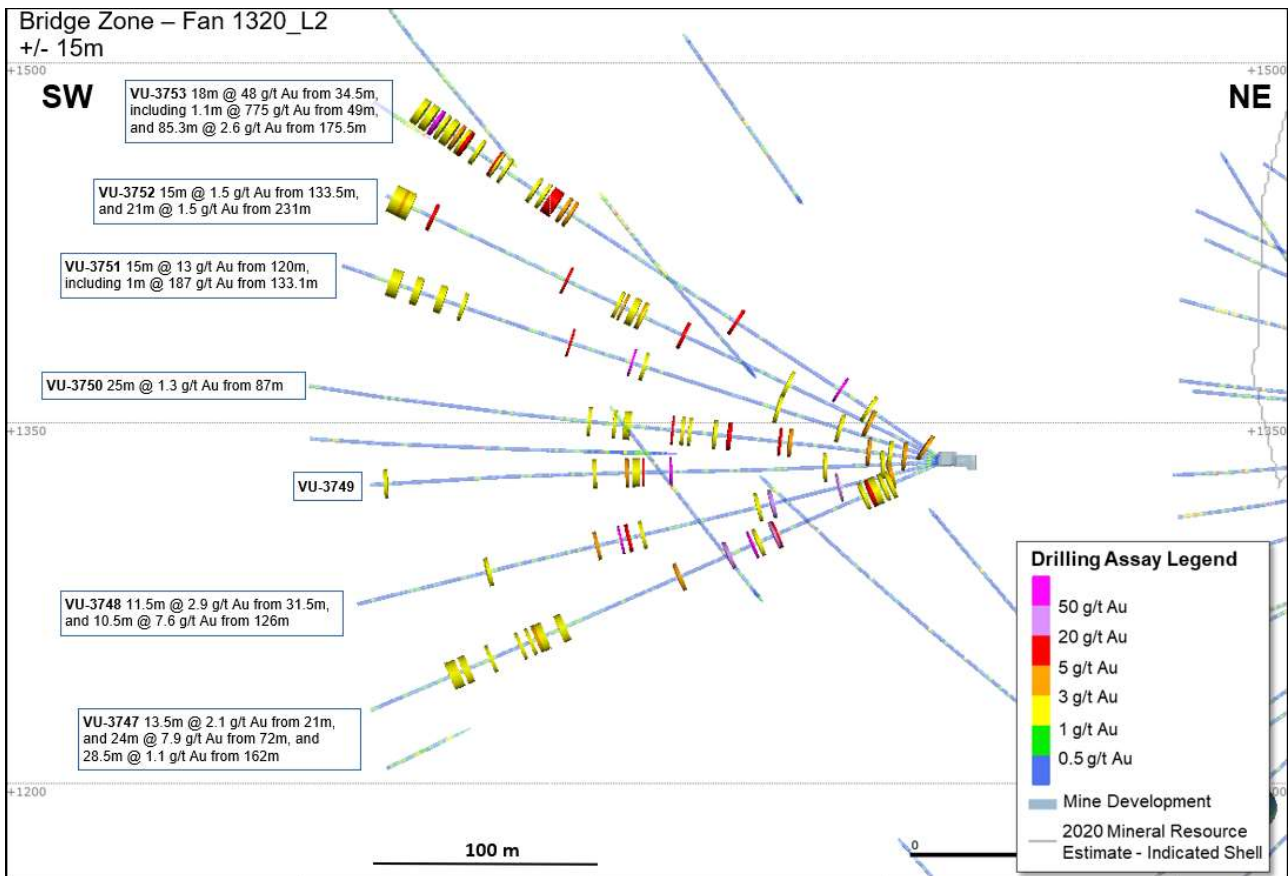 Bridge Zone – Fan 1320_L2
+/- 15m
+1500
+1500
SW
NE
VU-3753 18m @ 48 g/t Au from 34.5m,
including 1.1m @ 775 g/t Au from 49m,
and 85.3m @ 2.6 g/t Au from 175.5m
VU-3752 15m @ 1.5 g/t Au from 133.5m,
and 21m @ 1.5 g/t Au from 231m
VU-3751 15m @ 13 g/t Au from 120m,
including 1m @ 187 g/t Au from 133.1m
VU-3750 25m @ 1.3 g/t Au from 87m
+1350
+1350
VU-3749
VU-3748 11.5m @ 2.9 g/t Au from 31.5m,
and 10.5m @ 7.6 g/t Au from 126m
VU-3747 13.5m @ 2.1 g/t Au from 21m,
and 24m @ 7.9 g/t Au from 72m, and
28.5m @ 1.1 g/t Au from 162m
+1200
Drilling Assay Legend
50 g/t Au
20 g/t Au
5 g/t Au
3 g/t Au
1 g/t Au
0.5 g/t Au
Mine Development
2020 Mineral Resource
Estimate - Indicated Shell
100 m
0